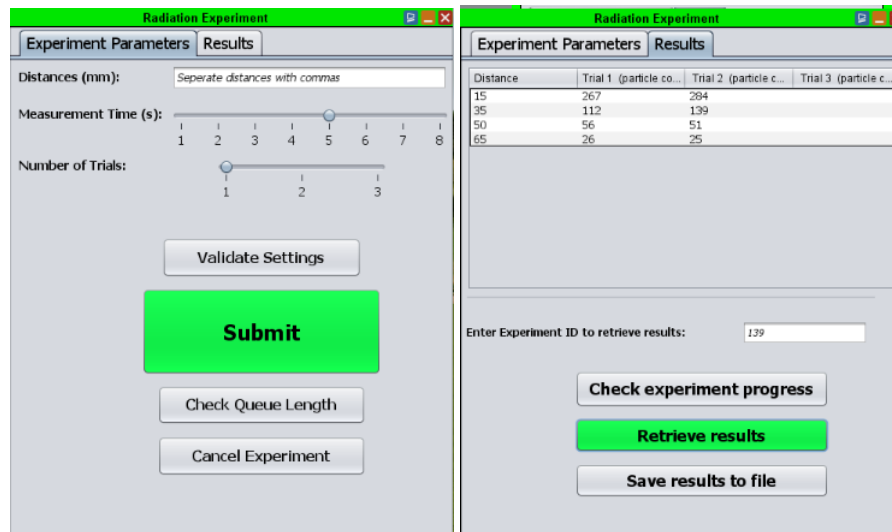 Radiation Experiment
Experiment Parameters Results
Distances (mm): Seperate distances with commas
Measurement Time (s):
1 2 3 4 5 6 7 8
Number of Trials:
1 2 3
Validate Settings
Submit
Check Queue Length
Cancel Experiment
Radiation Experiment
Experiment Parameters Results
Distance Trial 1 (particle co... Trial 2 (particle c... Trial 3 (particle c...
15 267 284
35 112 139
50 56 51
65 26 25
Enter Experiment ID to retrieve results: 139
Check experiment progress
Retrieve results
Save results to file